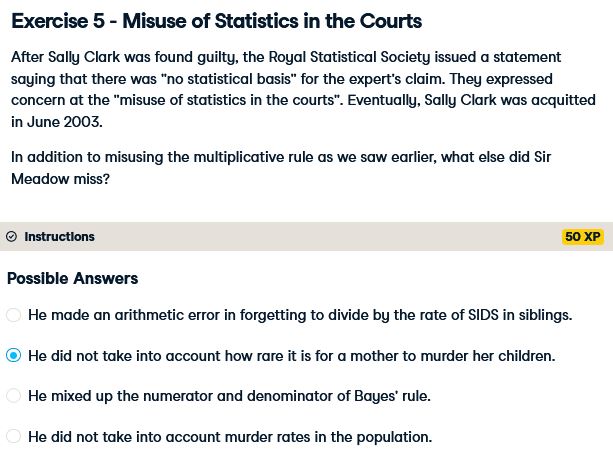 Exercise 5 - Misuse of Statistics in the Courts
After Sally Clark was found guilty, the Royal Statistical Society issued a statement
saying that there was "no statistical basis" for the expert's claim. They expressed
concern at the "misuse of statistics in the courts". Eventually, Sally Clark was acquitted
in June 2003.
In addition to misusing the multiplicative rule as we saw earlier, what else did Sir
Meadow miss?
Instructions 50 XP
Possible Answers
He made an arithmetic error in forgetting to divide by the rate of SIDS in siblings.
He did not take into account how rare it is for a mother to murder her children.
He mixed up the numerator and denominator of Bayes' rule.
He did not take into account murder rates in the population.